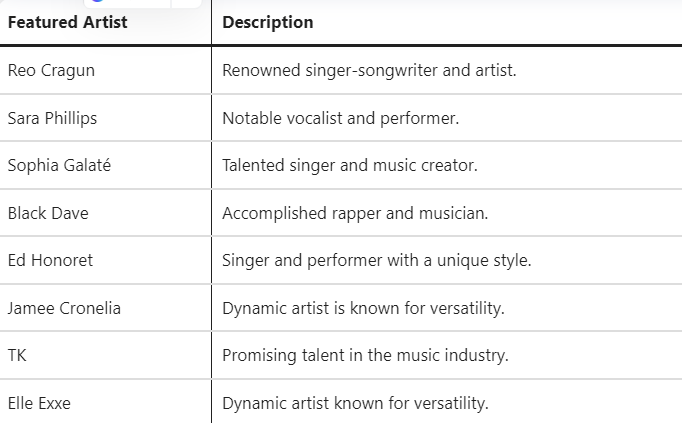 Featured Artist Description
Reo Cragun Renowned singer-songwriter and artist.
Sara Phillips Notable vocalist and performer.
Sophia Galaté Talented singer and music creator.
Black Dave Accomplished rapper and musician.
Ed Honoret Singer and performer with a unique style.
Jamee Cronelia Dynamic artist is known for versatility.
TK Promising talent in the music industry.
Elle Exxe Dynamic artist known for versatility.